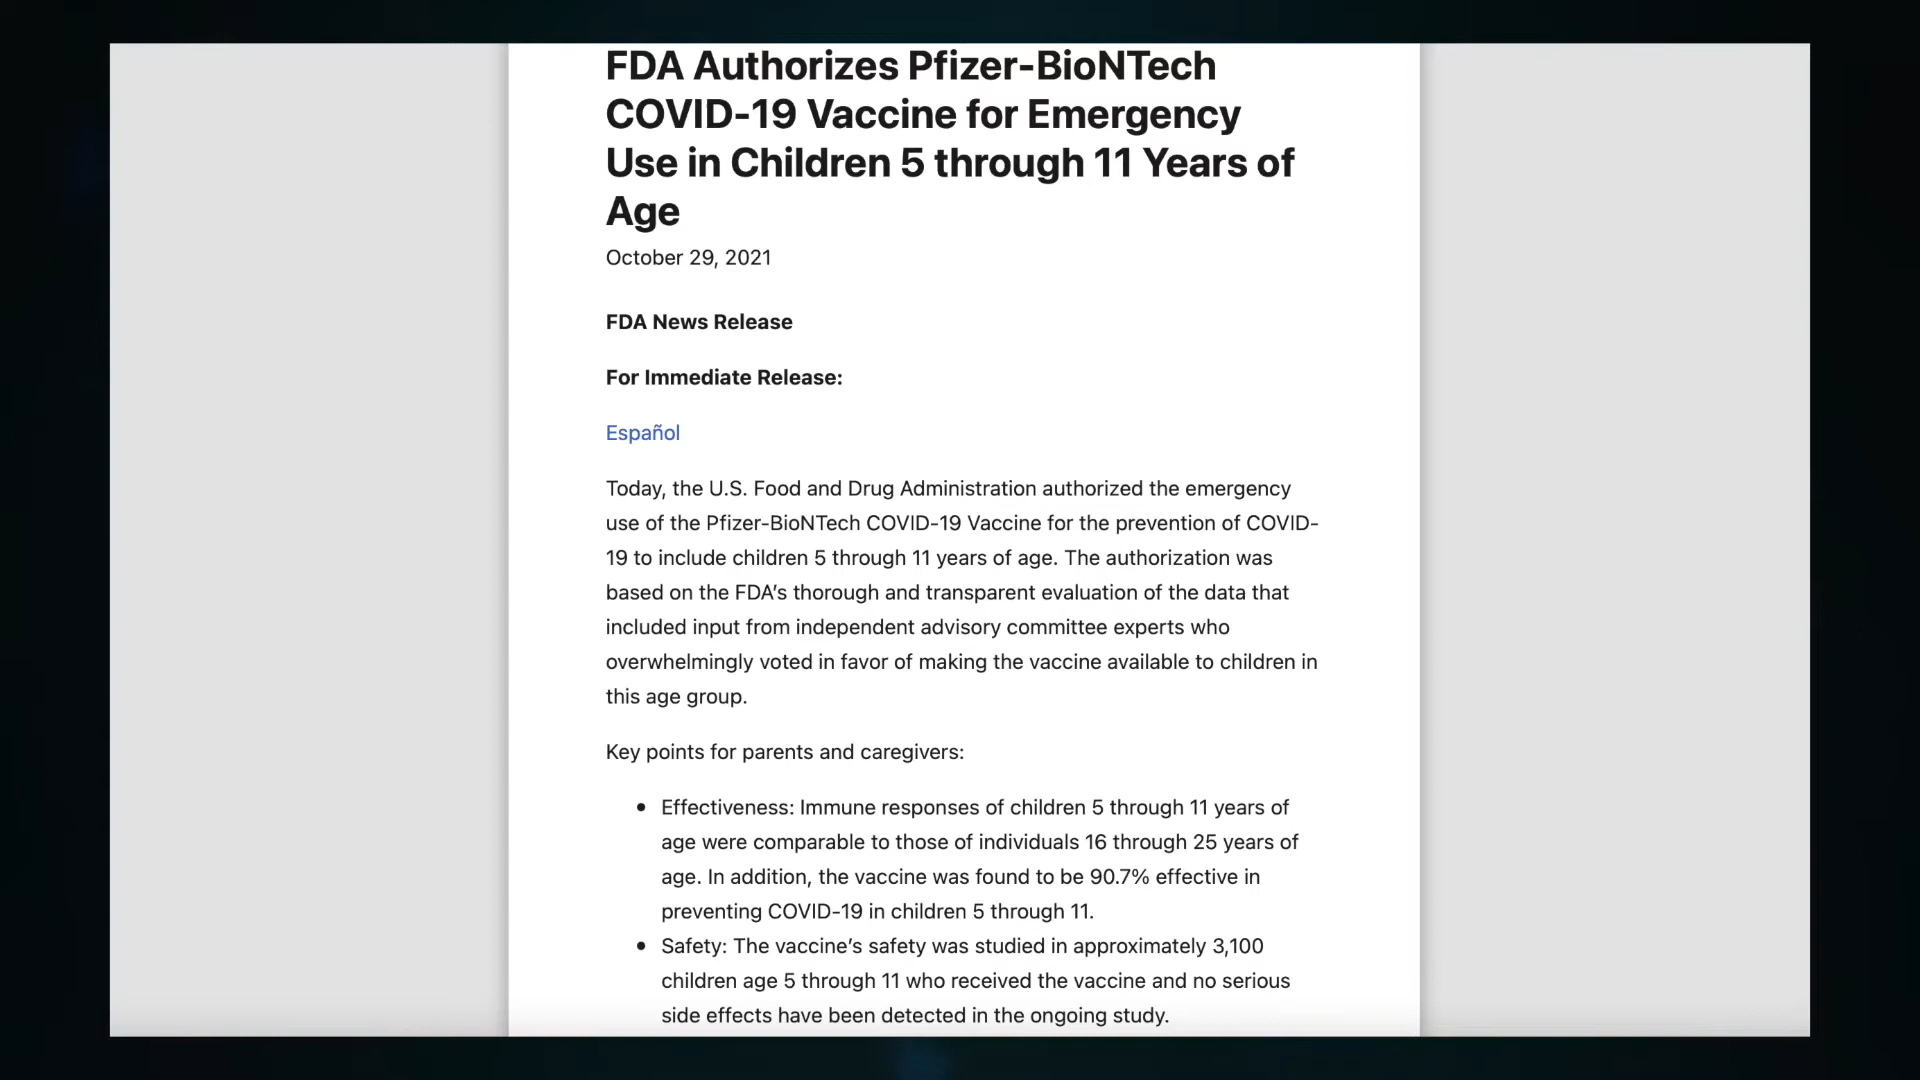 FDA Authorizes Pfizer-BioNTech
COVID-19 Vaccine for Emergency
Use in Children 5 through 11 Years of
Age
October 29, 2021
FDA News Release
For Immediate Release:
Español
Today, the U.S. Food and Drug Administration authorized the emergency
use of the Pfizer-BioNTech COVID-19 Vaccine for the prevention of COVID-
19 to include children 5 through 11 years of age. The authorization was
based on the FDA’s thorough and transparent evaluation of the data that
included input from independent advisory committee experts who
overwhelmingly voted in favor of making the vaccine available to children in
this age group.
Key points for parents and caregivers:
• Effectiveness: Immune responses of children 5 through 11 years of
age were comparable to those of individuals 16 through 25 years of
age. In addition, the vaccine was found to be 90.7% effective in
preventing COVID-19 in children 5 through 11.
• Safety: The vaccine’s safety was studied in approximately 3,100
children age 5 through 11 who received the vaccine and no serious
side effects have been detected in the ongoing study.